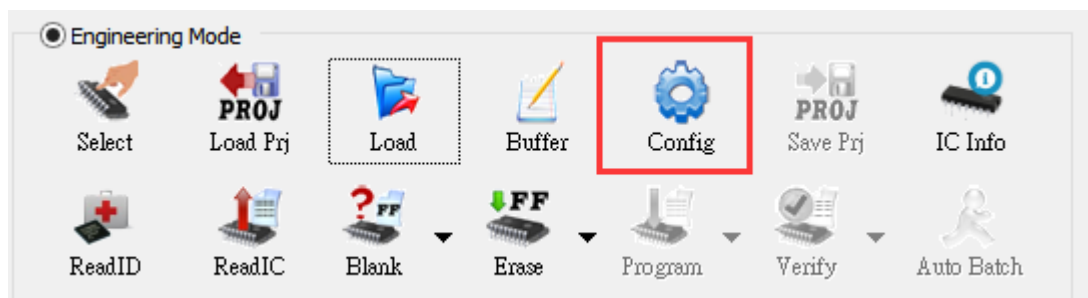 Engineering Mode
PROJ
PROJ
Select
Load Prj
Load
Buffer
Config
Save Prj
IC Info
? FF
FF
ReadID
ReadIC
Blank
Erase
Program
Verify
Auto Batch